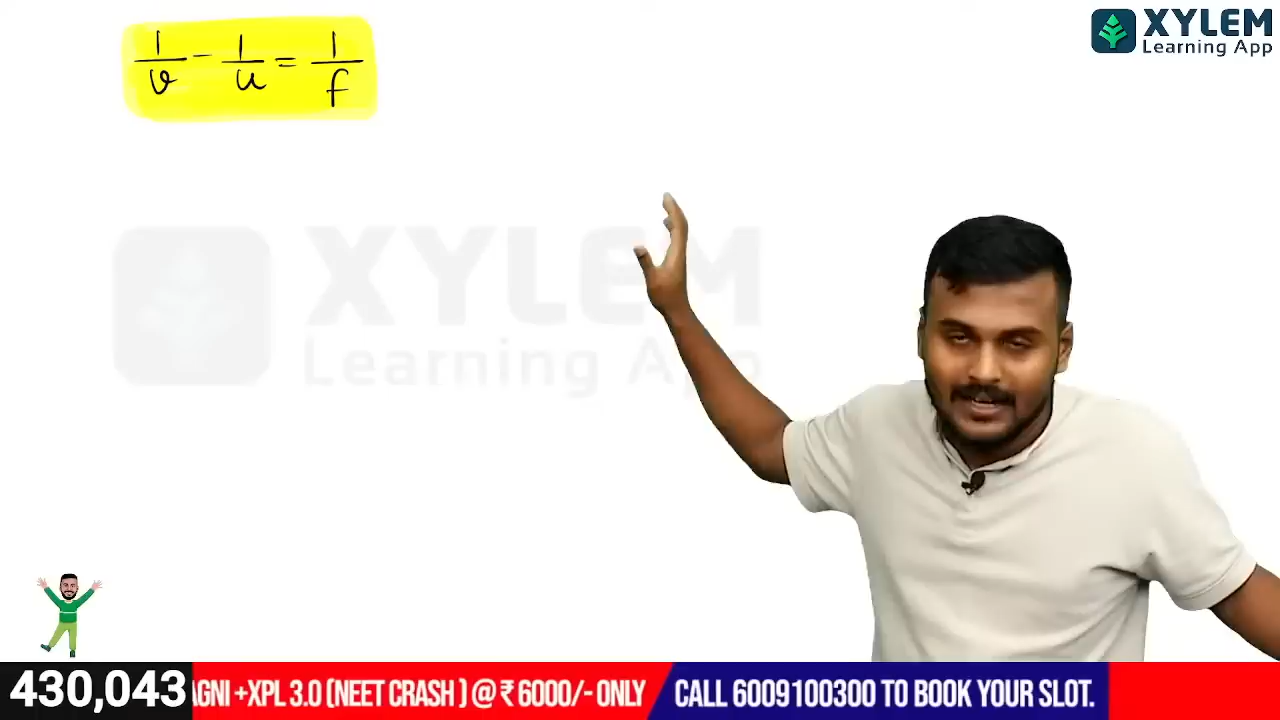 1/v - 1/u = 1/f
XYLEM
Learning App
XYLEM
Learning App
430,043
AGNI +XPL 3.0 (NEET CRASH ) @ ₹ 6000/- ONLY
CALL 6009100300 TO BOOK YOUR SLOT.